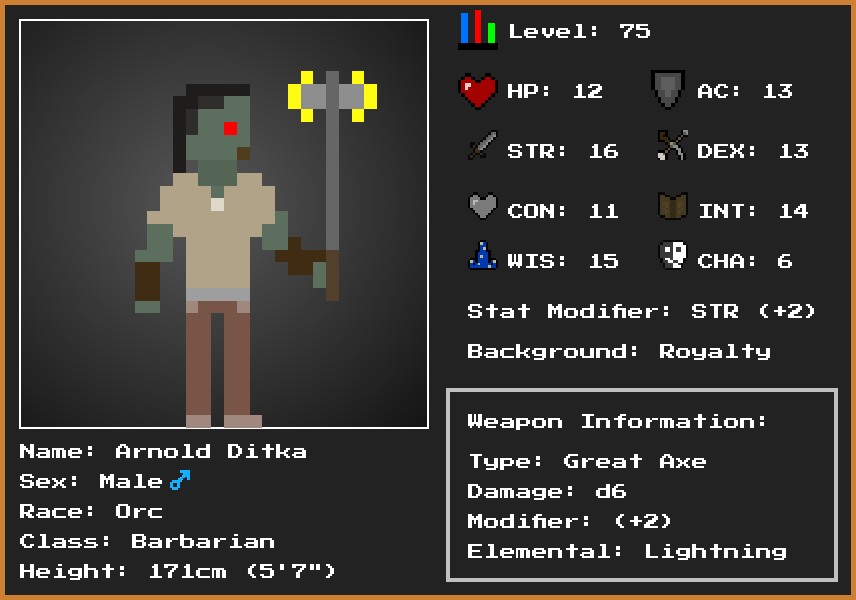 Level: 75
HP: 12
AC: 13
STR: 16
DEX: 13
CON: 11
INT: 14
WIS: 15
CHA: 6
Stat Modifier: STR (+2)
Background: Royalty
Weapon Information:
Type: Great Axe
Damage: d6
Modifier: (+2)
Elemental: Lightning
Name: Arnold Ditka
Sex: Male ♂
Race: Orc
Class: Barbarian
Height: 171cm (5'7")